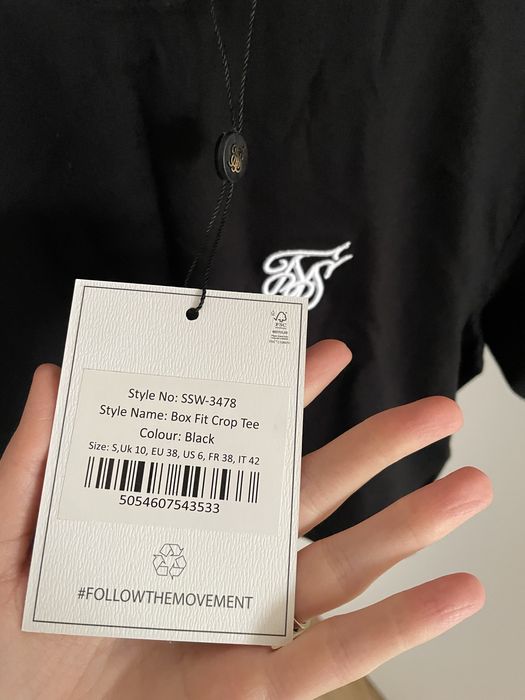 FSC
Style No: SSW-3478
Style Name: Box Fit Crop Tee
Colour: Black
Size: S,Uk 10, EU 38, US 6, FR 38, IT 42
5054607543533
#FOLLOWTHEMOVEMENT